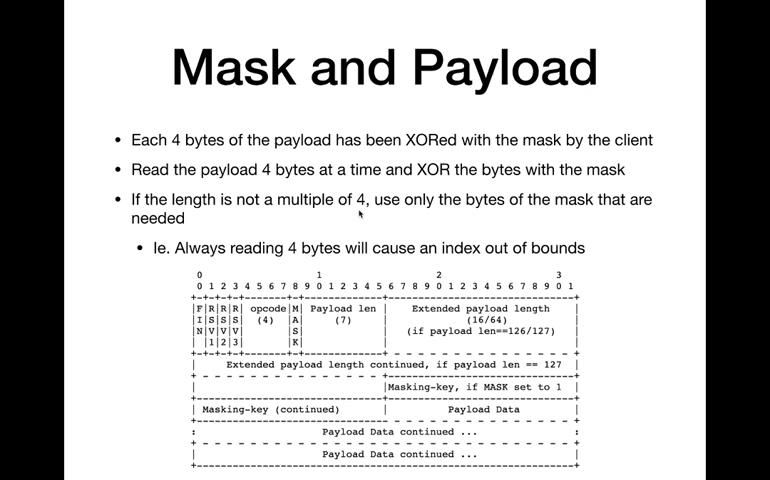 Mask and Payload
• Each 4 bytes of the payload has been XORed with the mask by the client
• Read the payload 4 bytes at a time and XOR the bytes with the mask
• If the length is not a multiple of 4, use only the bytes of the mask that are
needed
• Ie. Always reading 4 bytes will cause an index out of bounds
 0                   1                   2                   3
 0 1 2 3 4 5 6 7 8 9 0 1 2 3 4 5 6 7 8 9 0 1 2 3 4 5 6 7 8 9 0 1
+-+-+-+-+-------+-+-------------+-------------------------------+
|F|R|R|R| opcode|M| Payload len |    Extended payload length    |
|I|S|S|S|  (4)  |A|     (7)     |             (16/64)           |
|N|V|V|V|       |S|             |   (if payload len==126/127)   |
| |1|2|3|       |K|             |                               |
+-+-+-+-+-------+-+-------------+ - - - - - - - - - - - - - - - +
|     Extended payload length continued, if payload len == 127  |
+ - - - - - - - - - - - - - - - +-------------------------------+
|                               |Masking-key, if MASK set to 1  |
+-------------------------------+-------------------------------+
| Masking-key (continued)       |          Payload Data         |
+-------------------------------- - - - - - - - - - - - - - - - +
:                     Payload Data continued ...                :
+ - - - - - - - - - - - - - - - - - - - - - - - - - - - - - - - +
|                     Payload Data continued ...                |
+---------------------------------------------------------------+